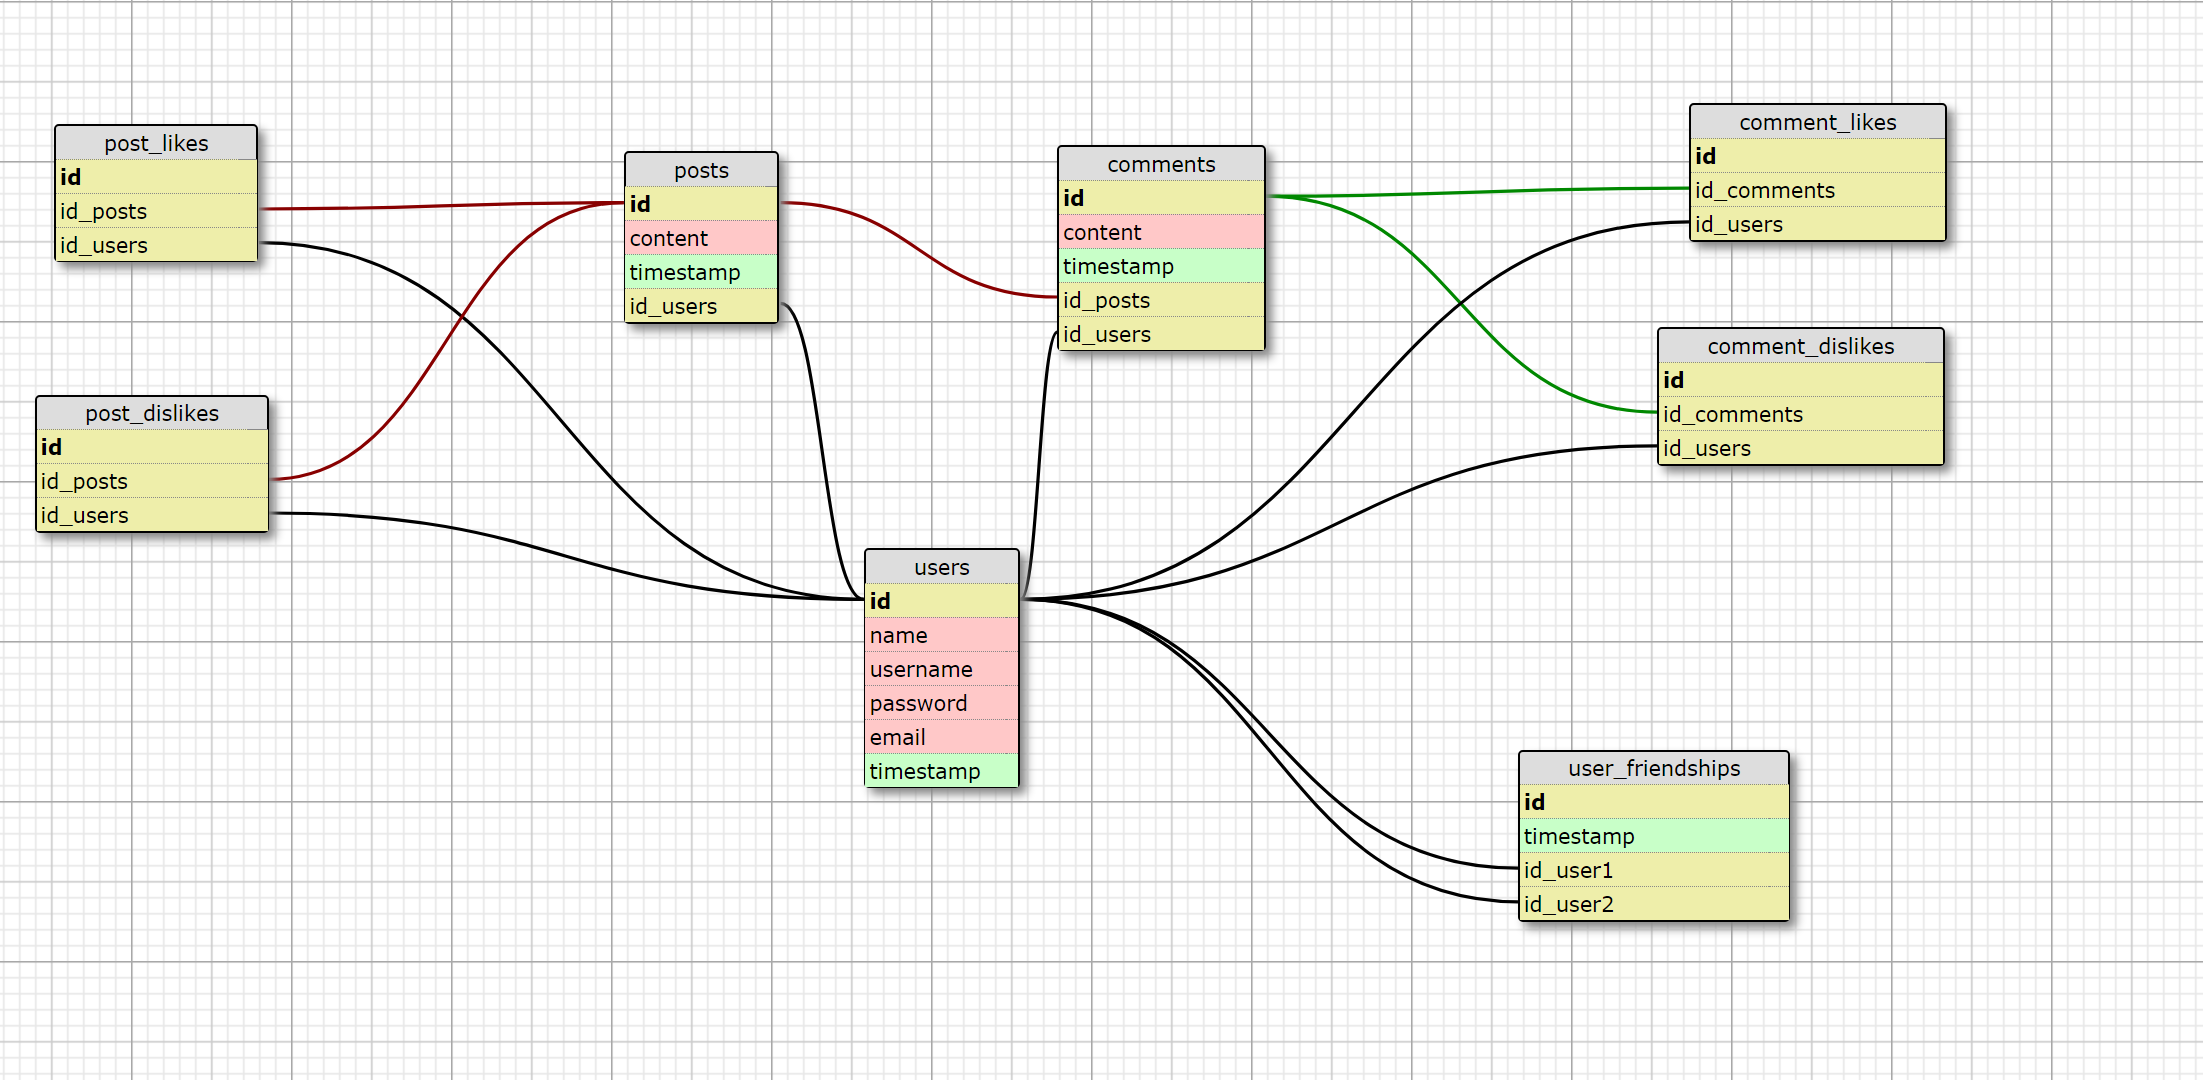 post_likes
id
id_posts
id_users
post_dislikes
id
id_posts
id_users
posts
id
content
timestamp
id_users
users
id
name
username
password
email
timestamp
comments
id
content
timestamp
id_posts
id_users
comment_likes
id
id_comments
id_users
comment_dislikes
id
id_comments
id_users
user_friendships
id
timestamp
id_user1
id_user2